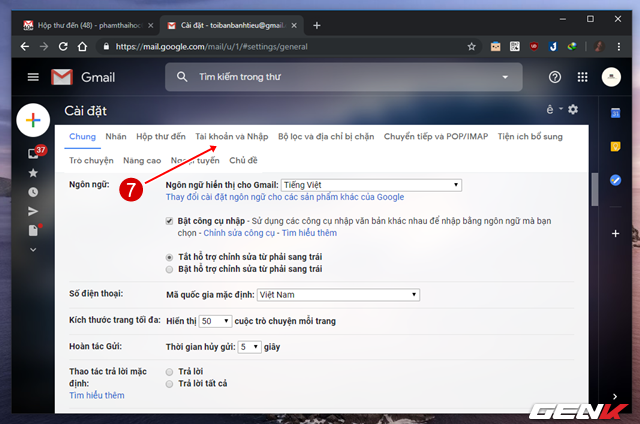 Hộp thư đến (48) - phamthaihoc
Cài đặt - toibanbanhtieu@gmail.
https://mail.google.com/mail/u/1/#settings/general
Gmail
Tìm kiếm trong thư
37
Cài đặt
ê
Chung Nhãn Hộp thư đến Tài khoản và Nhập Bộ lọc và địa chỉ bị chặn Chuyển tiếp và POP/IMAP Tiện ích bổ sung
Trò chuyện Nâng cao Ngoại tuyến Chủ đề
7
Ngôn ngữ: Ngôn ngữ hiển thị cho Gmail: Tiếng Việt
Thay đổi cài đặt ngôn ngữ cho các sản phẩm khác của Google
Bật công cụ nhập - Sử dụng các công cụ nhập văn bản khác nhau để nhập bằng ngôn ngữ mà bạn
chọn - Chỉnh sửa công cụ - Tìm hiểu thêm
Tắt hỗ trợ chỉnh sửa từ phải sang trái
Bật hỗ trợ chỉnh sửa từ phải sang trái
Số điện thoại: Mã quốc gia mặc định: Việt Nam
Kích thước trang tối đa: Hiển thị 50 cuộc trò chuyện mỗi trang
Hoàn tác Gửi: Thời gian hủy gửi: 5 giây
Thao tác trả lời mặc Trả lời
định: Trả lời tất cả
Tìm hiểu thêm
GENK